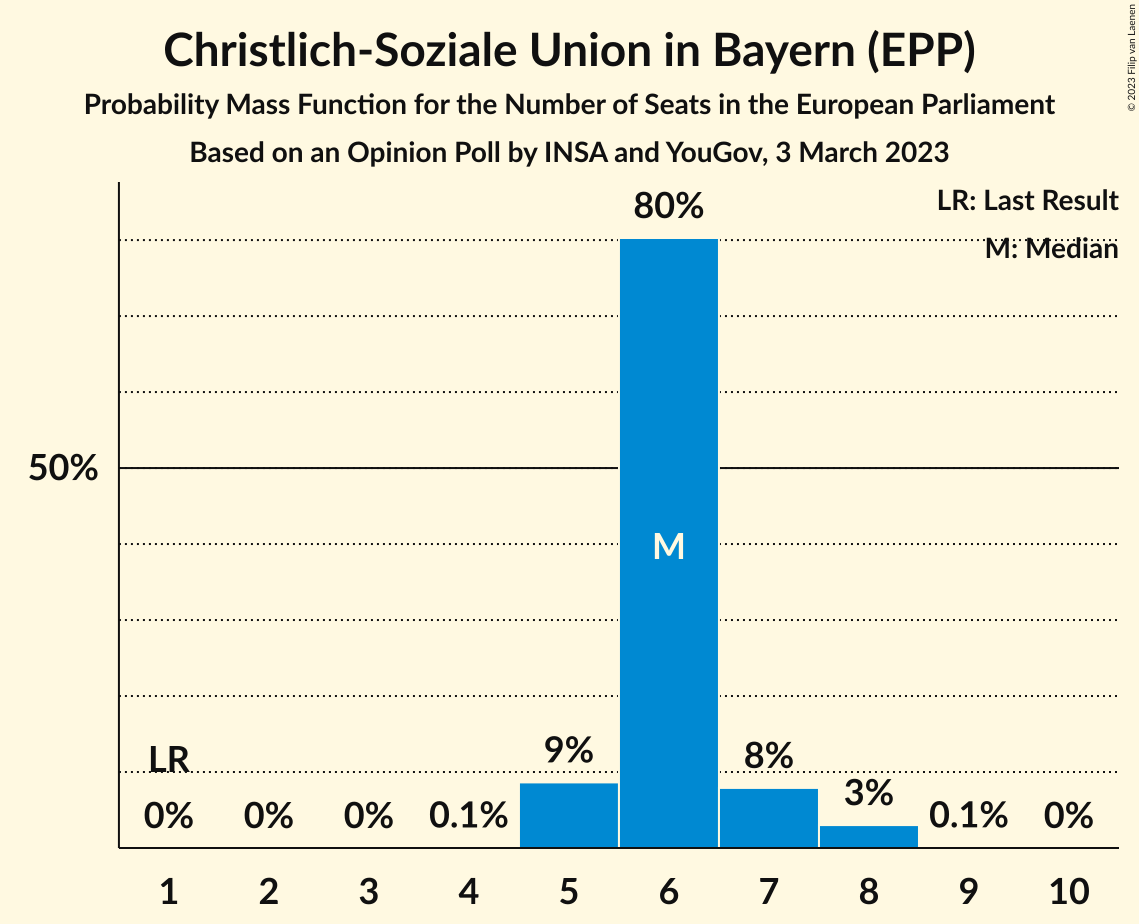 Christlich-Soziale Union in Bayern (EPP)
Probability Mass Function for the Number of Seats in the European Parliament
Based on an Opinion Poll by INSA and YouGov, 3 March 2023
© 2023 Filip van Laenen
LR: Last Result
M: Median
80%
50%
M
LR
9%
8%
3%
0%
0%
0%
0.1%
0.1%
0%
1 2 3 4 5 6 7 8 9 10